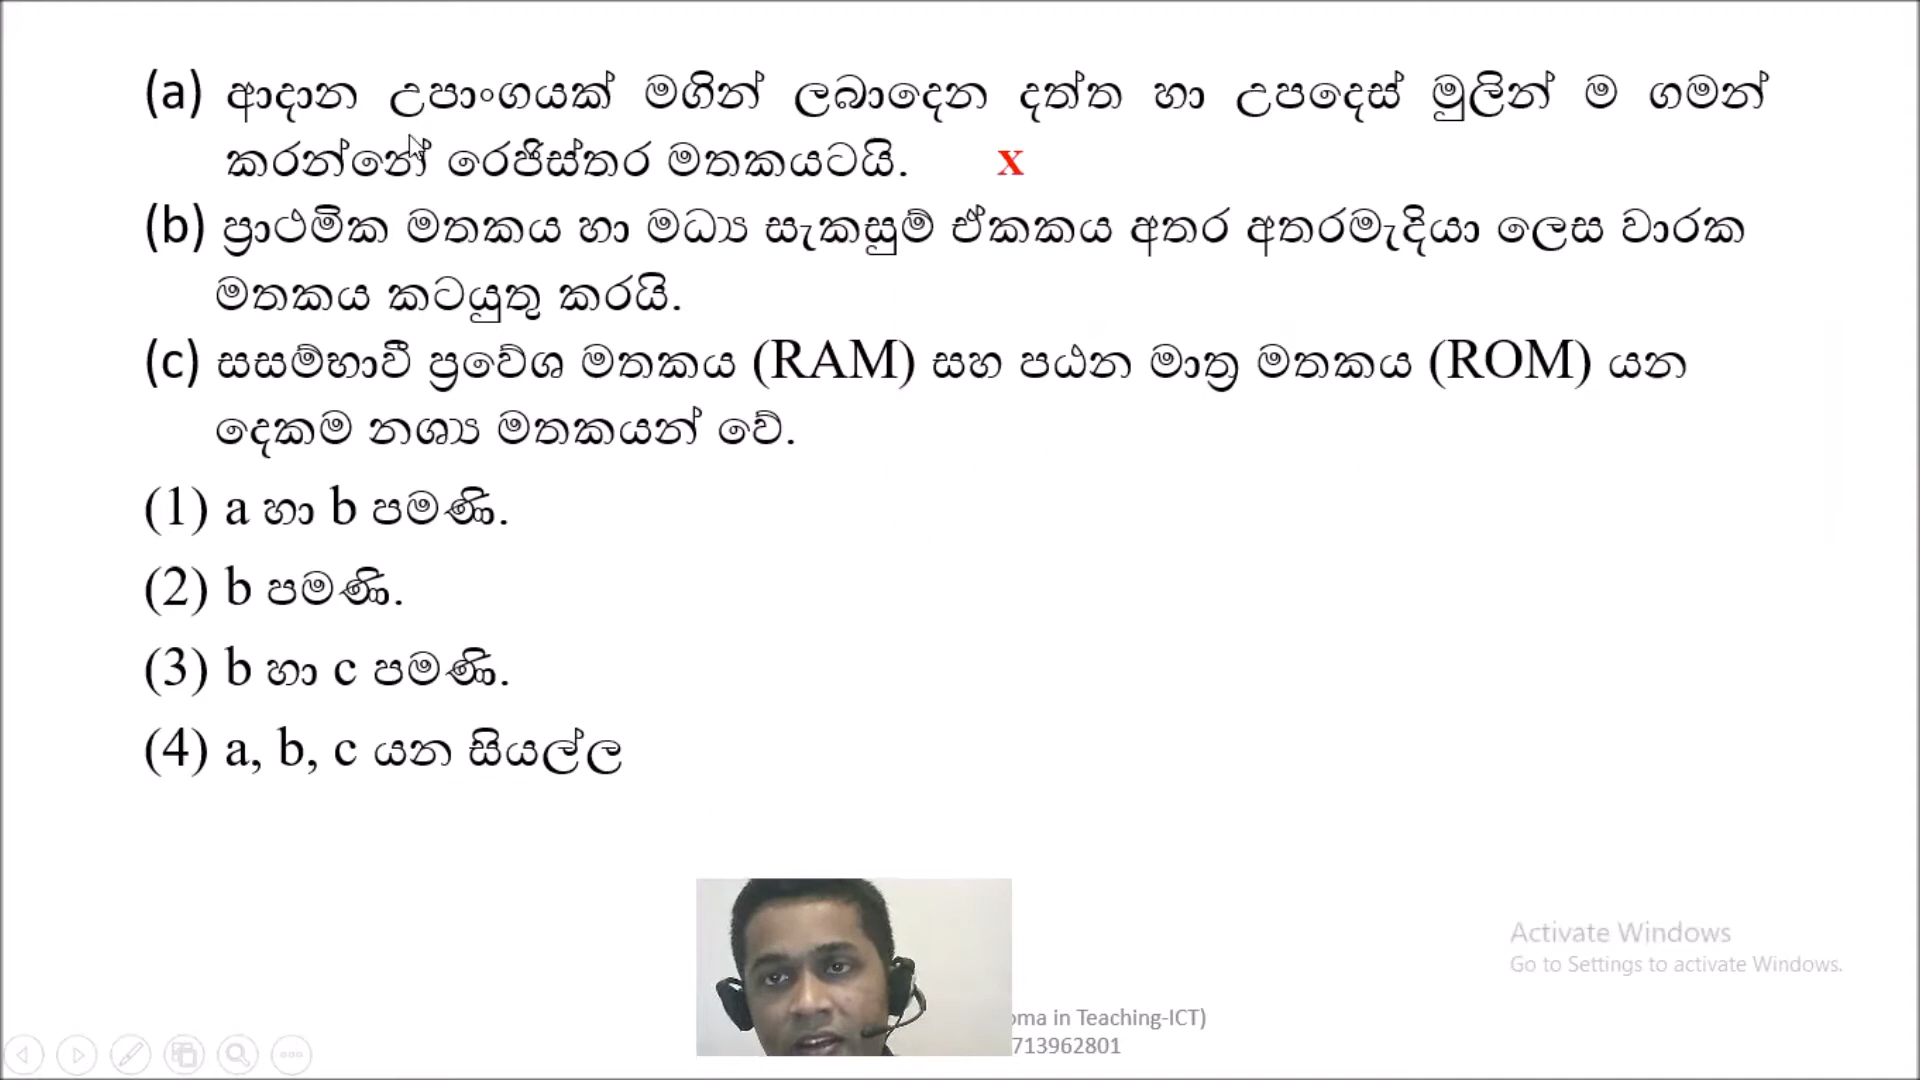 (a) ආදාන උපාංගයක් මගින් ලබාදෙන දත්ත හා උපදෙස් මුලින් ම ගමන්
කරන්නේ රෙජිස්තර මතකයටයි. x
(b) ප්‍රාථමික මතකය හා මධ්‍ය සැකසුම් ඒකකය අතර අතරමැදියා ලෙස වාරක
මතකය කටයුතු කරයි.
(c) සසම්භාවී ප්‍රවේශ මතකය (RAM) සහ පඨන මාත්‍ර මතකය (ROM) යන
දෙකම නශ්‍ය මතකයන් වේ.
(1) a හා b පමණි.
(2) b පමණි.
(3) b හා c පමණි.
(4) a, b, c යන සියල්ල
Activate Windows
Go to Settings to activate Windows.
oma in Teaching-ICT)
713962801